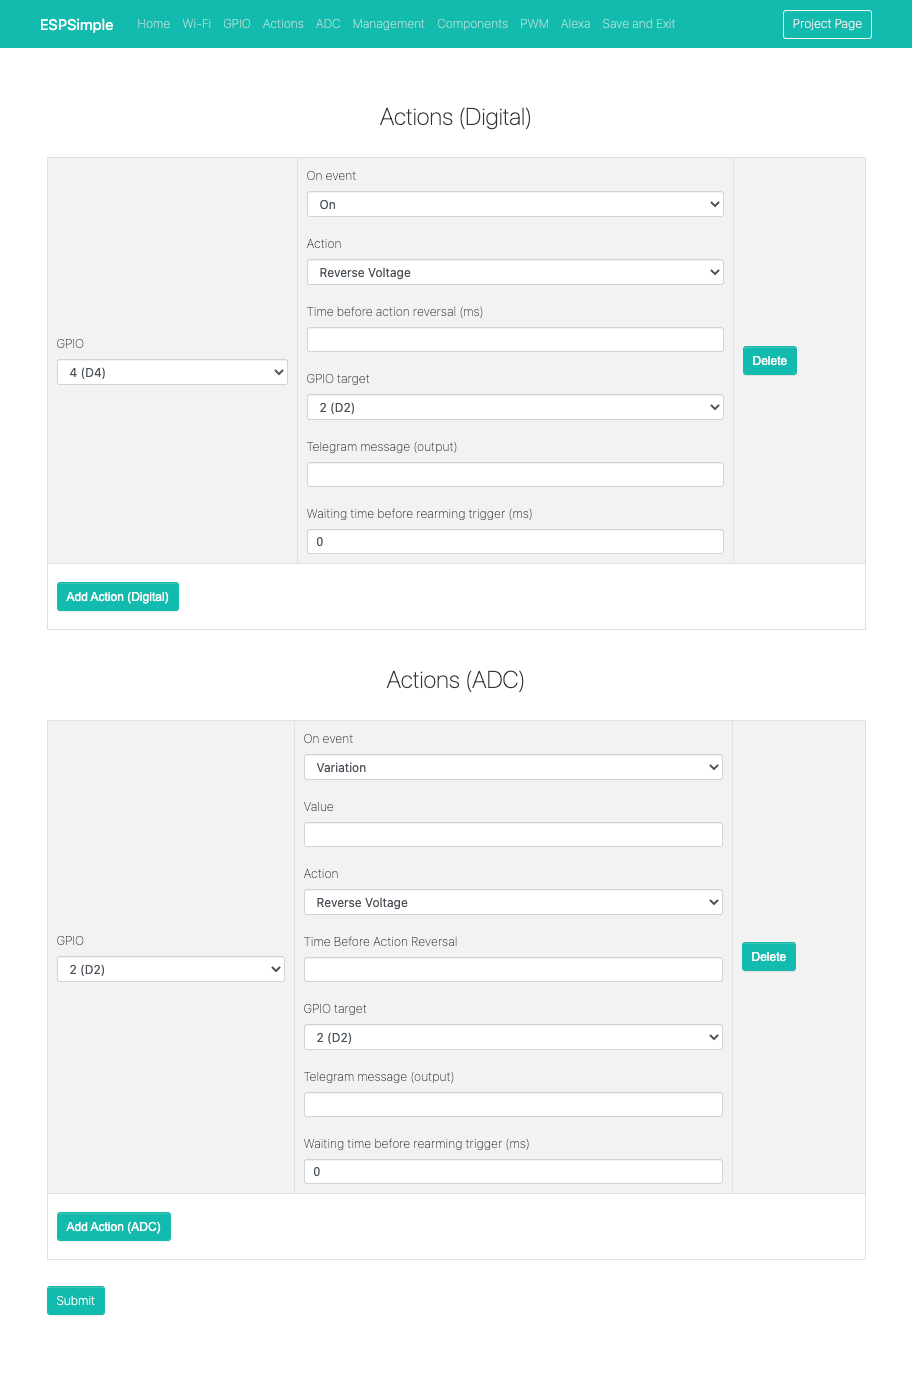 ESPSimple Home Wi-Fi GPIO Actions ADC Management Components PWM Alexa Save and Exit Project Page
Actions (Digital)
On event
On
Action
Reverse Voltage
Time before action reversal (ms)
GPIO
4 (D4)
Delete
GPIO target
2 (D2)
Telegram message (output)
Waiting time before rearming trigger (ms)
0
Add Action (Digital)
Actions (ADC)
On event
Variation
Value
Action
Reverse Voltage
GPIO
2 (D2)
Time Before Action Reversal
Delete
GPIO target
2 (D2)
Telegram message (output)
Waiting time before rearming trigger (ms)
0
Add Action (ADC)
Submit